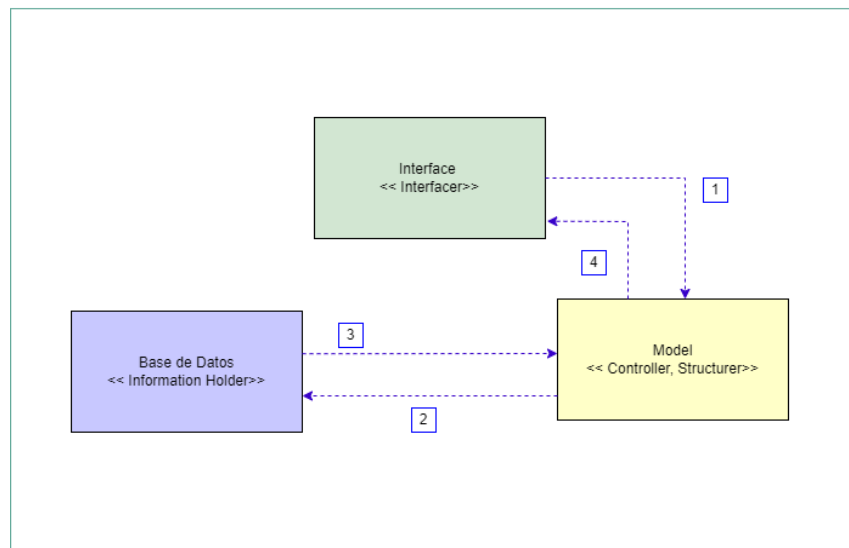 Interface
<< Interfacer>>
1
4
3
Base de Datos
<< Information Holder>>
Model
<< Controller, Structurer>>
2